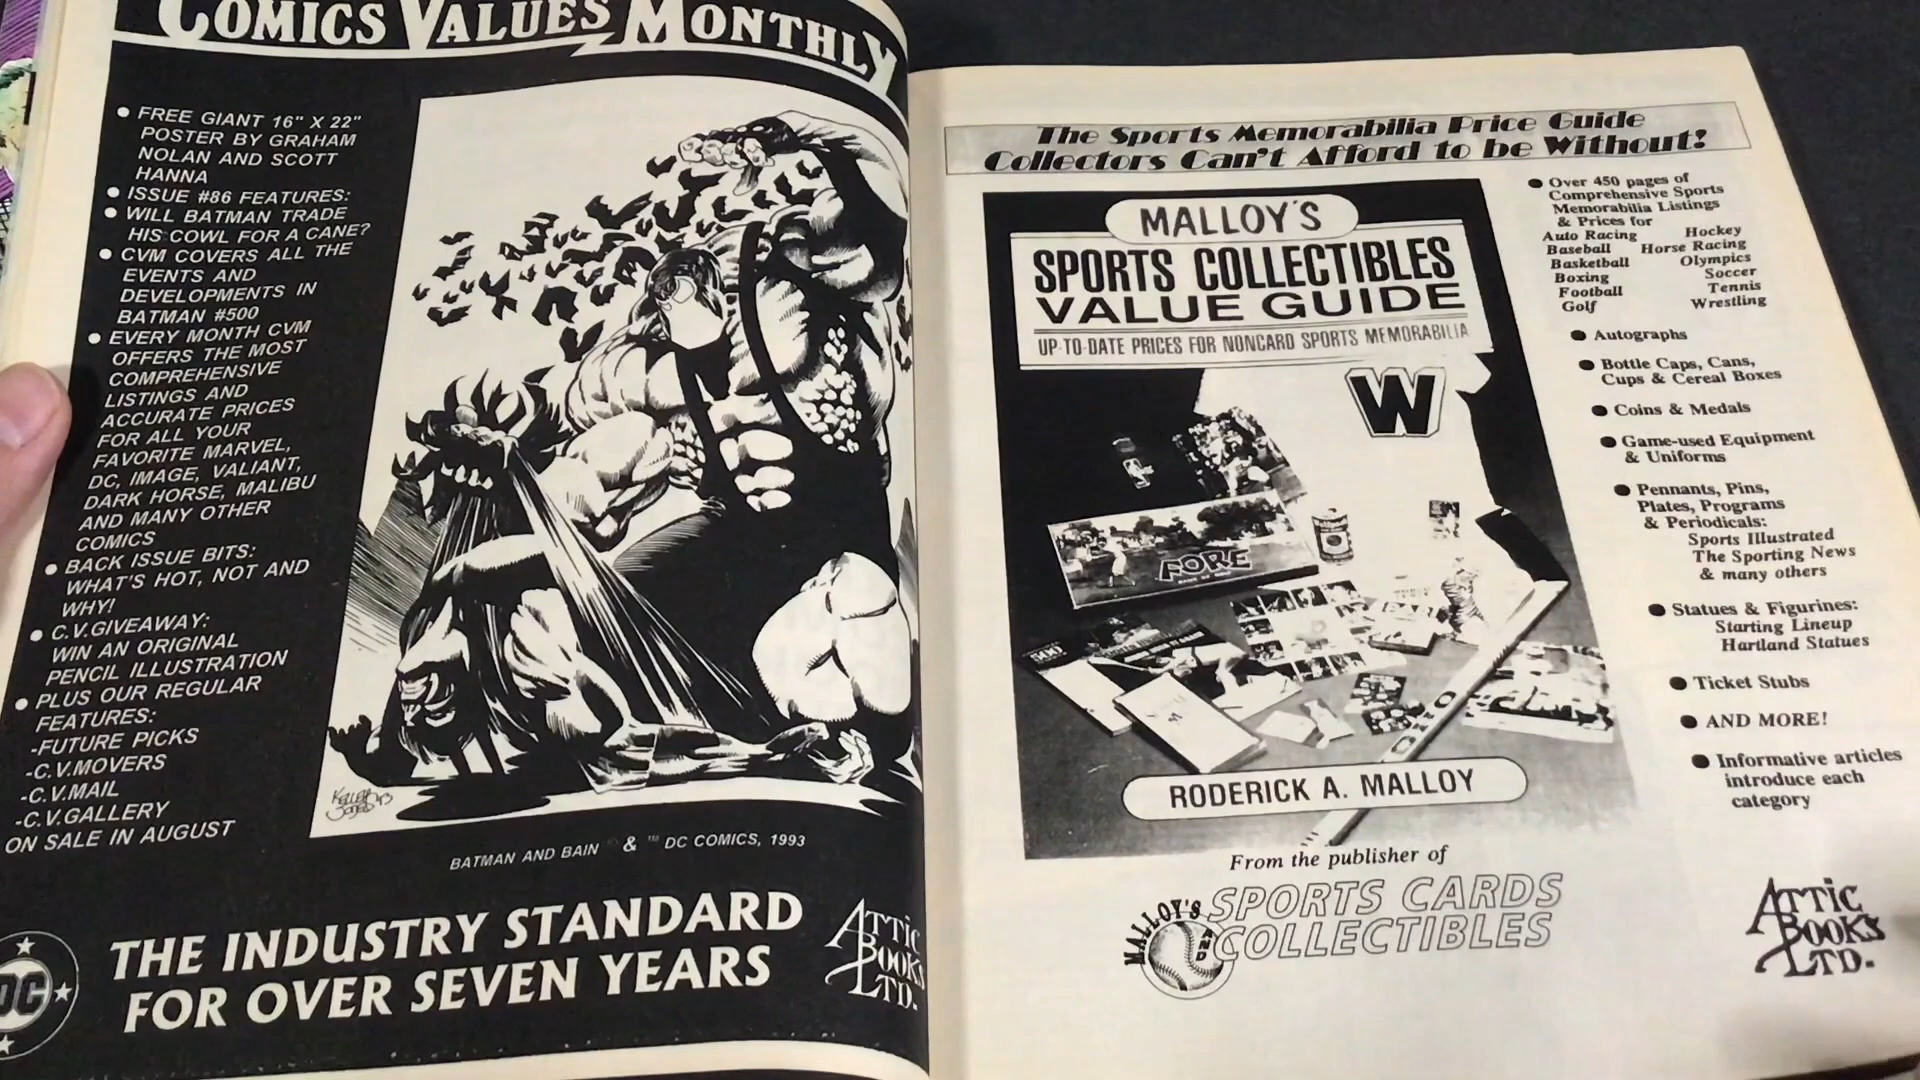 COMICS VALUES MONTHLY
FREE GIANT 16" X 22"
POSTER BY GRAHAM
NOLAN AND SCOTT
HANNA
ISSUE #86 FEATURES:
WILL BATMAN TRADE
HIS COWL FOR A CANE?
CVM COVERS ALL THE
EVENTS AND
DEVELOPMENTS IN
BATMAN #500
EVERY MONTH CVM
OFFERS THE MOST
COMPREHENSIVE
LISTINGS AND
ACCURATE PRICES
FOR ALL YOUR
FAVORITE MARVEL,
DC, IMAGE, VALIANT,
DARK HORSE, MALIBU
AND MANY OTHER
COMICS
BACK ISSUE BITS:
WHAT'S HOT, NOT AND
WHY!
C.V.GIVEAWAY:
WIN AN ORIGINAL
PENCIL ILLUSTRATION
PLUS OUR REGULAR
FEATURES:
-FUTURE PICKS
-C.V.MOVERS
-C.V.MAIL
-C.V.GALLERY
ON SALE IN AUGUST
KELLEY
JONES 93
BATMAN AND BAIN © & ™ DC COMICS, 1993
THE INDUSTRY STANDARD
FOR OVER SEVEN YEARS
DC
ATTIC
BOOKS
LTD.
The Sports Memorabilia Price Guide
Collectors Can't Afford to be Without!
MALLOY'S
SPORTS COLLECTIBLES
VALUE GUIDE
UP-TO-DATE PRICES FOR NONCARD SPORTS MEMORABILIA
W
FORE
OHIO
RODERICK A. MALLOY
Over 450 pages of
Comprehensive Sports
Memorabilia Listings
& Prices for
Auto Racing Hockey
Baseball Horse Racing
Basketball Olympics
Boxing Soccer
Football Tennis
Golf Wrestling
Autographs
Bottle Caps, Cans,
Cups & Cereal Boxes
Coins & Medals
Game-used Equipment
& Uniforms
Pennants, Pins,
Plates, Programs
& Periodicals:
Sports Illustrated
The Sporting News
& many others
Statues & Figurines:
Starting Lineup
Hartland Statues
Ticket Stubs
AND MORE!
Informative articles
introduce each
category
From the publisher of
MALLOY'S
SPORTS CARDS
AND
COLLECTIBLES
ATTIC
BOOKS
LTD.